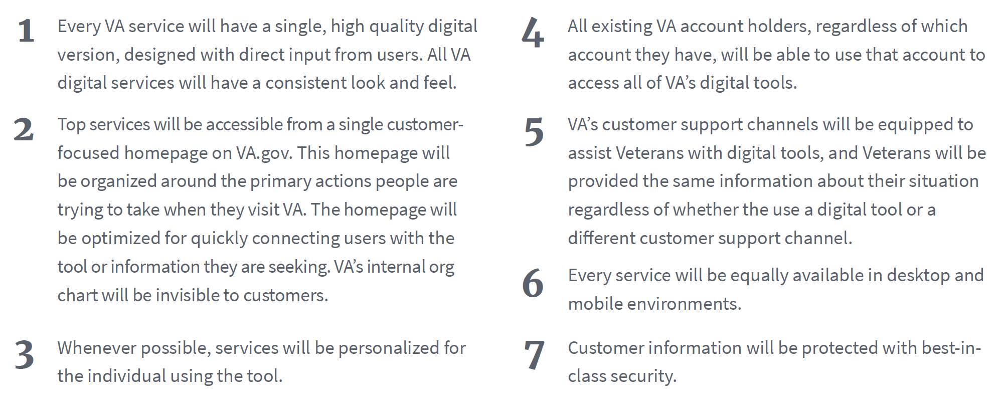 1 Every VA service will have a single, high quality digital
version, designed with direct input from users. All VA
digital services will have a consistent look and feel.
2 Top services will be accessible from a single customer-
focused homepage on VA.gov. This homepage will
be organized around the primary actions people are
trying to take when they visit VA. The homepage will
be optimized for quickly connecting users with the
tool or information they are seeking. VA’s internal org
chart will be invisible to customers.
3 Whenever possible, services will be personalized for
the individual using the tool.
4 All existing VA account holders, regardless of which
account they have, will be able to use that account to
access all of VA’s digital tools.
5 VA’s customer support channels will be equipped to
assist Veterans with digital tools, and Veterans will be
provided the same information about their situation
regardless of whether the use a digital tool or a
different customer support channel.
6 Every service will be equally available in desktop and
mobile environments.
7 Customer information will be protected with best-in-
class security.